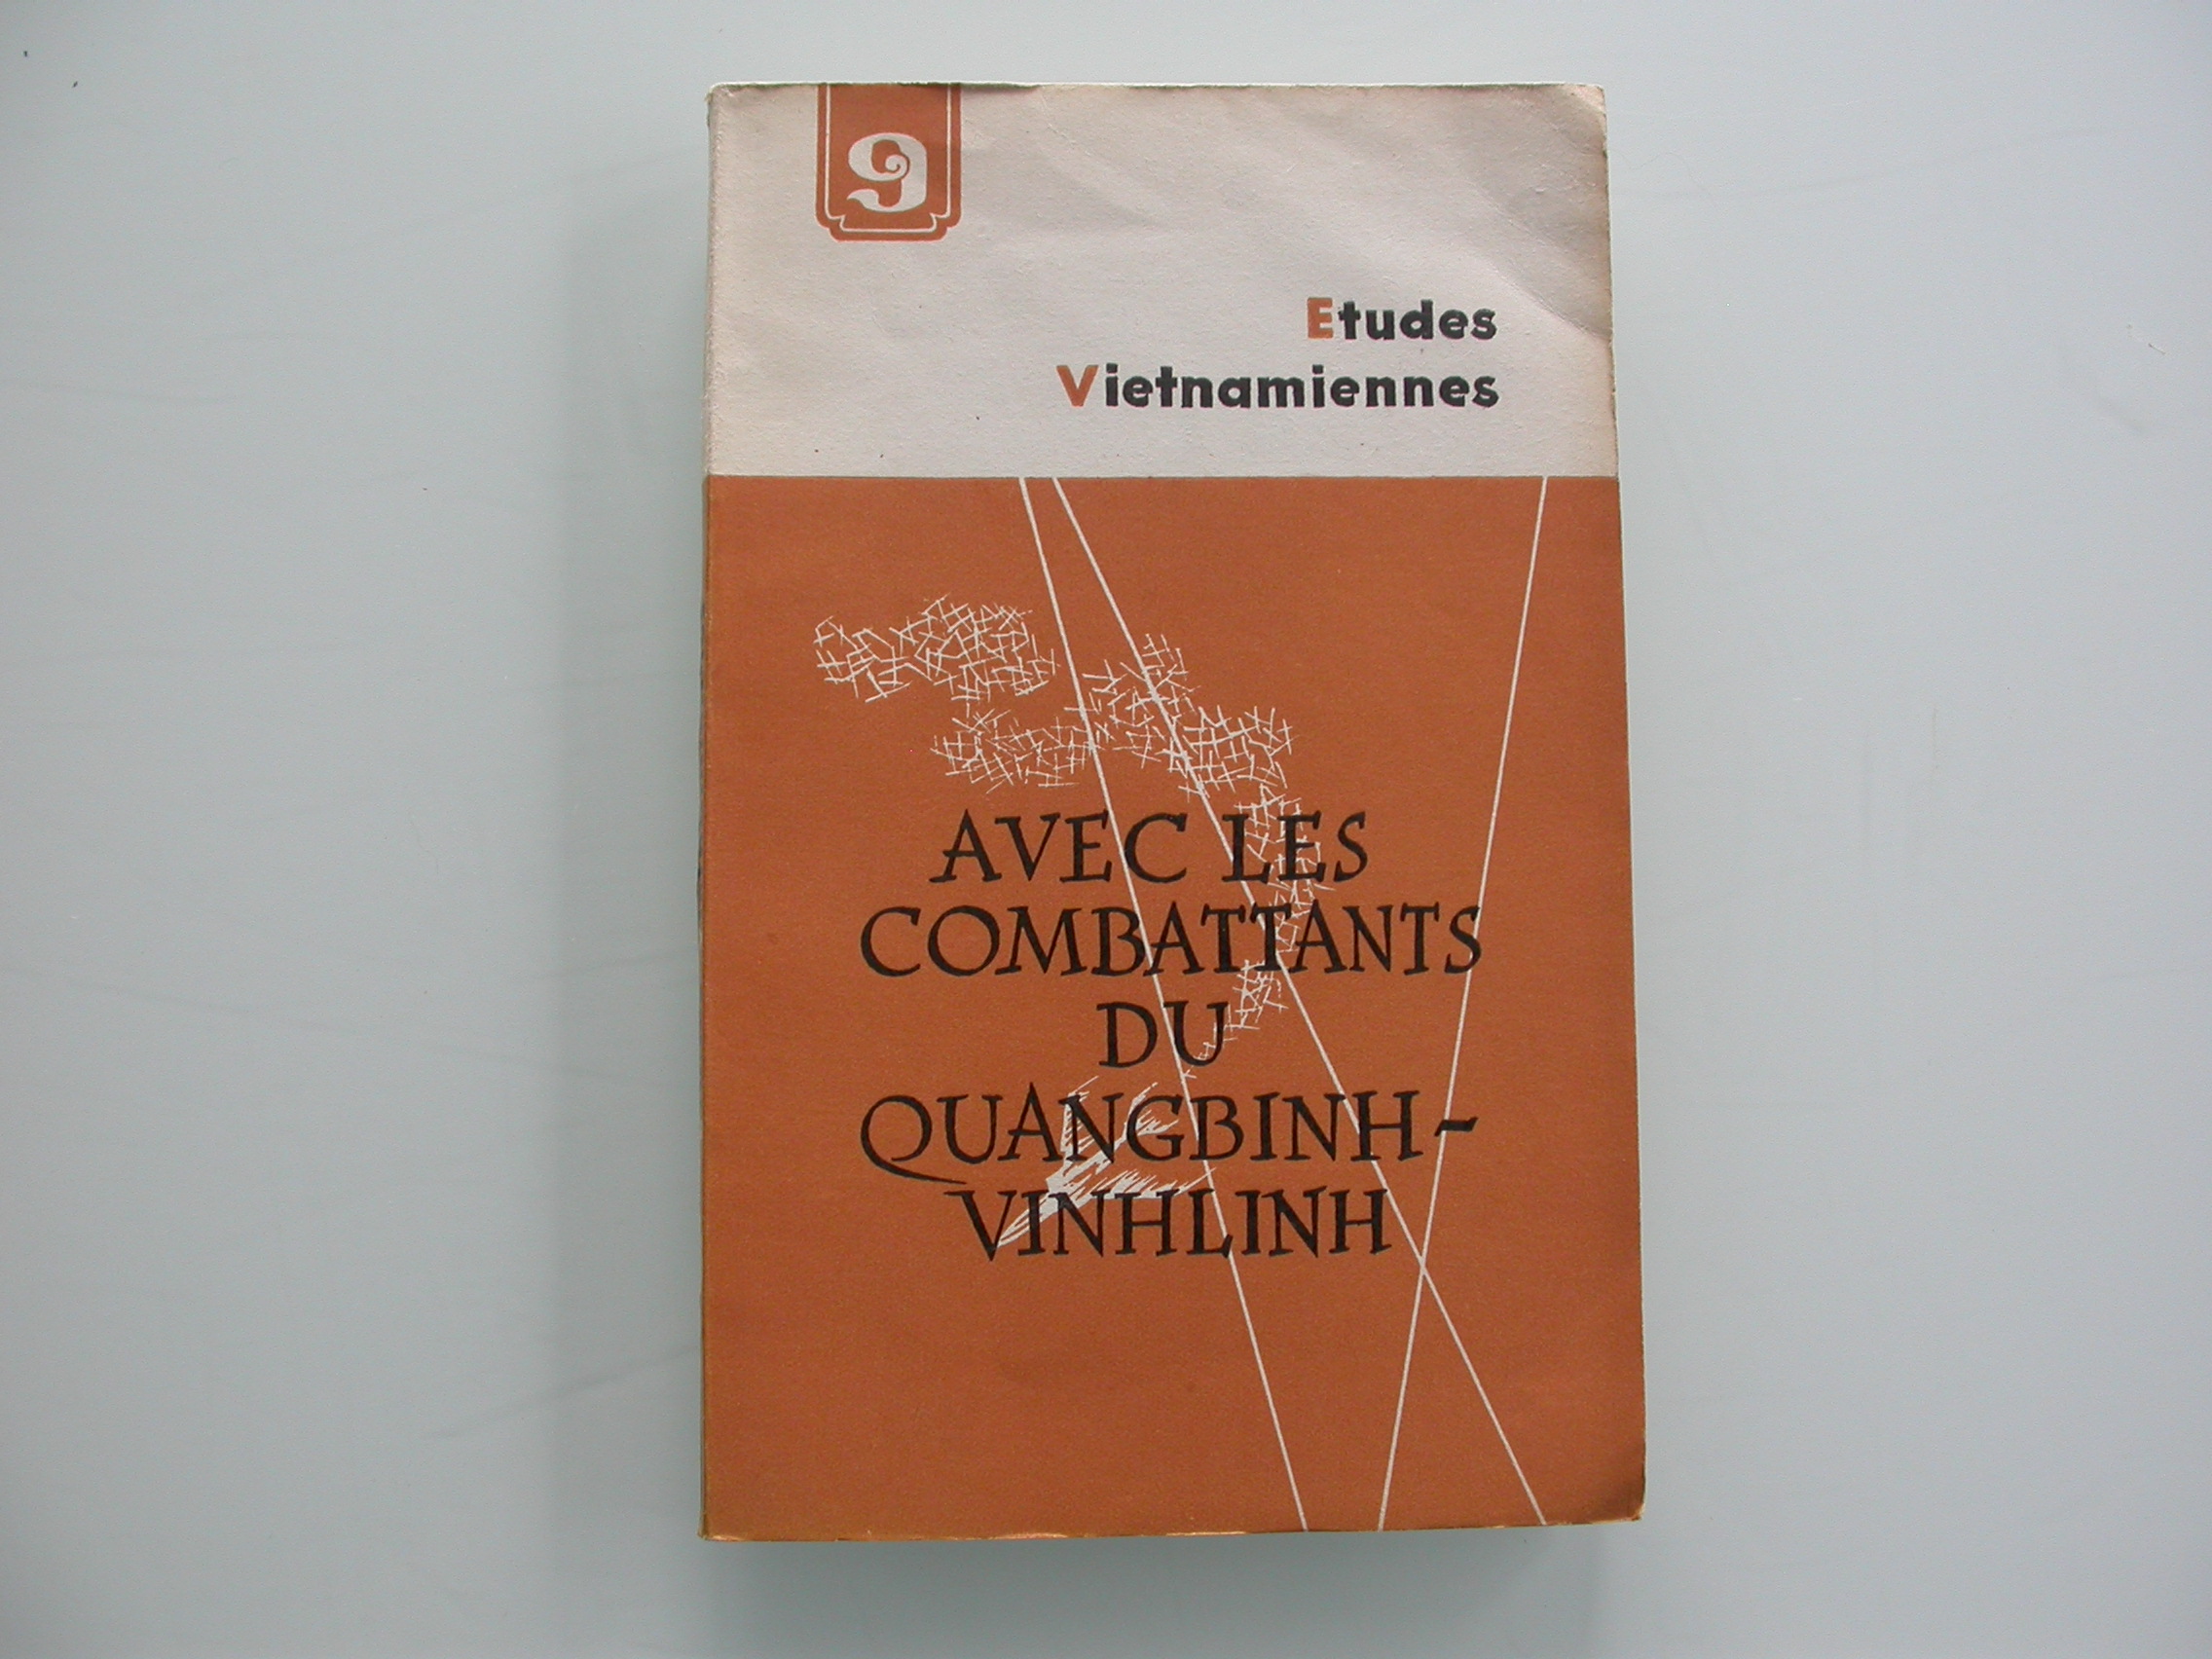 9
Etudes
Vietnamiennes
AVEC LES
COMBATTANTS
DU
QUANGBINH-
VINHLINH